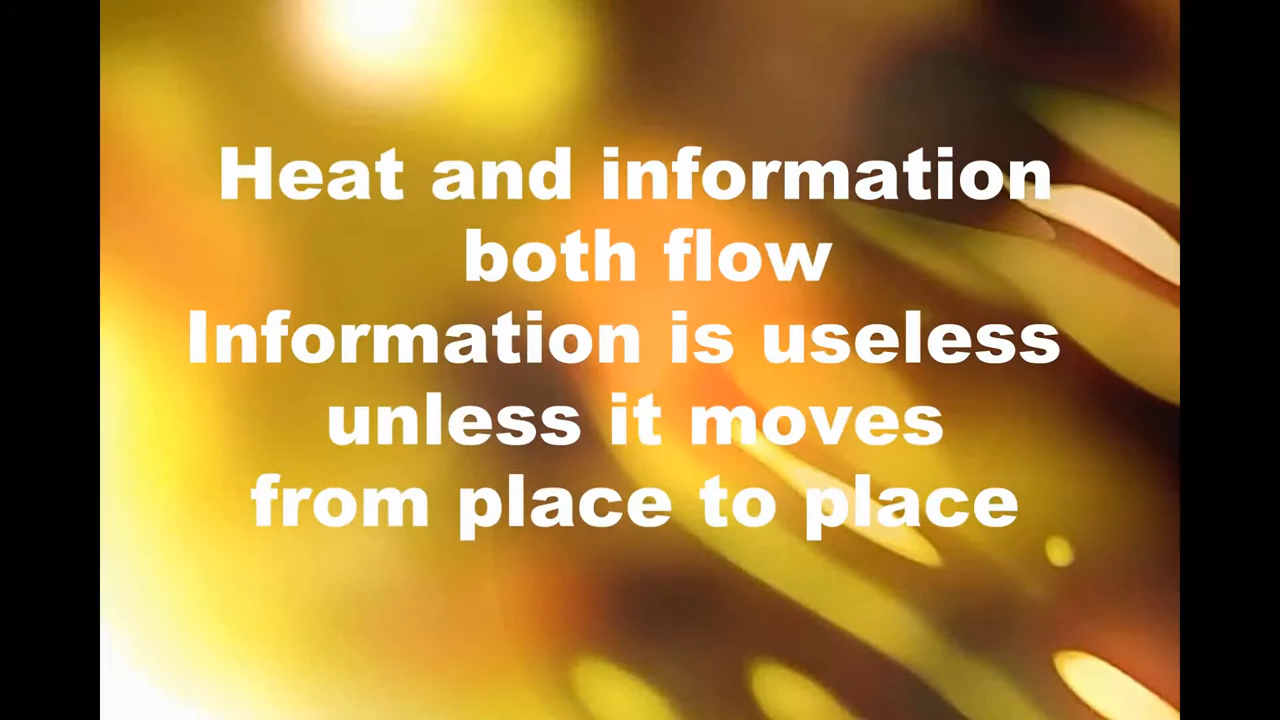 Heat and information
both flow
Information is useless
unless it moves
from place to place